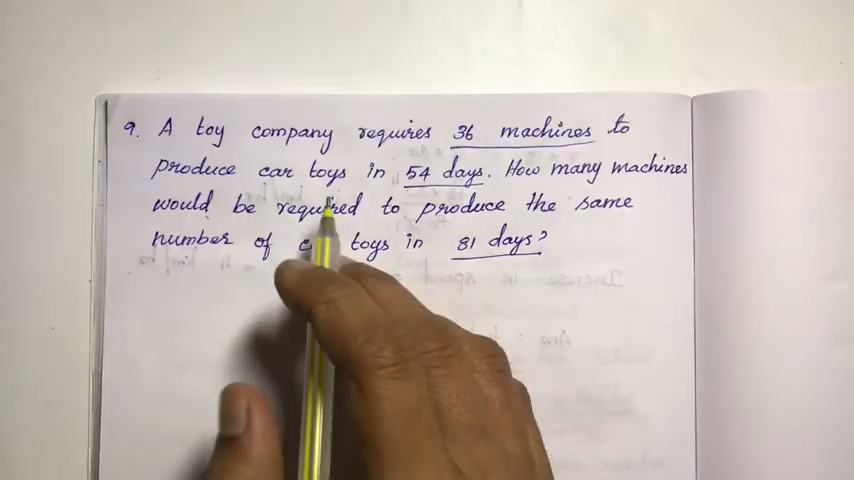 9. A toy company requires 36 machines to
produce car toys in 54 days. How many machines
would be required to produce the same
number of toys in 81 days?